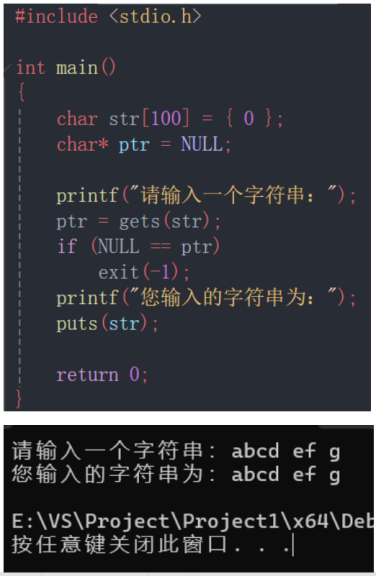 #include <stdio.h>
int main()
{
char str[100] = { 0 };
char* ptr = NULL;
printf("请输入一个字符串：");
ptr = gets(str);
if (NULL == ptr)
exit(-1);
printf("您输入的字符串为：");
puts(str);
return 0;
}
请输入一个字符串：abcd ef g
您输入的字符串为：abcd ef g
E:\VS\Project\Project1\x64\Deb
按任意键关闭此窗口. . .